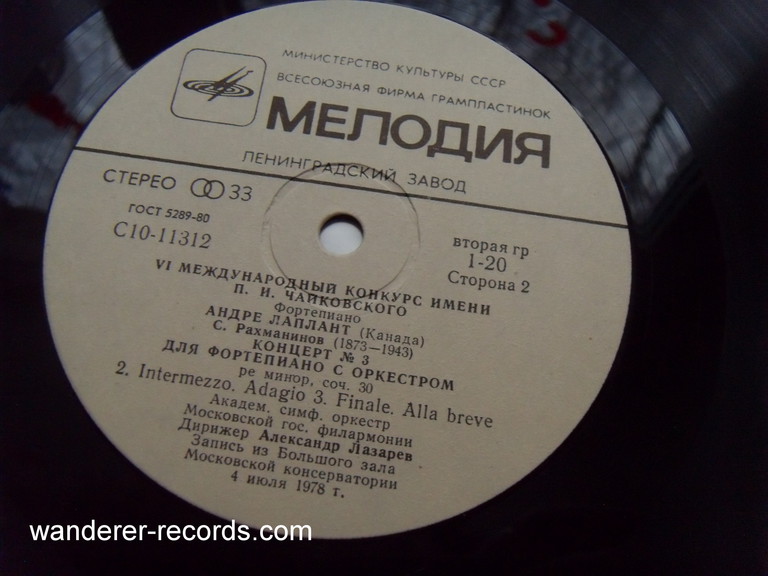 МИНИСТЕРСТВО КУЛЬТУРЫ СССР
ВСЕСОЮЗНАЯ ФИРМА ГРАМПЛАСТИНОК
МЕЛОДИЯ
ЛЕНИНГРАДСКИЙ ЗАВОД
СТЕРЕО 33
ГОСТ 5289-80
С10-11312
вторая гр
1-20
Сторона 2
VI МЕЖДУНАРОДНЫЙ КОНКУРС ИМЕНИ
П. И. ЧАЙКОВСКОГО
Фортепиано
АНДРЕ ЛАПЛАНТ (Канада)
С. Рахманинов (1873—1943)
КОНЦЕРТ № 3
ДЛЯ ФОРТЕПИАНО С ОРКЕСТРОМ
ре минор, соч. 30
2. Intermezzo. Adagio 3. Finale. Alla breve
Академ. симф. оркестр
Московской гос. филармонии
Дирижер Александр Лазарев
Запись из Большого зала
Московской консерватории
4 июля 1978 г.
wanderer-records.com